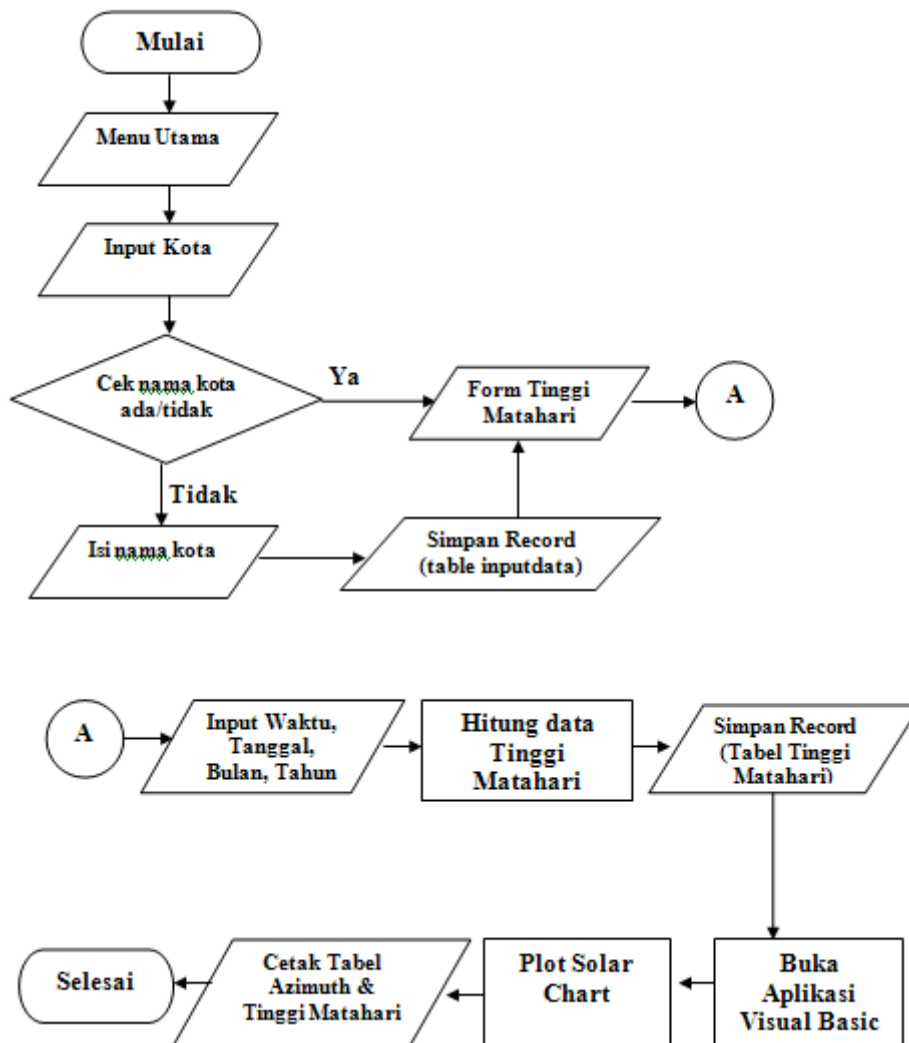 Mulai
Menu Utama
Input Kota
Cek nama kota
ada/tidak
Ya
Form Tinggi
Matahari
A
Tidak
Isi nama kota
Simpan Record
(table inputdata)
A
Input Waktu,
Tanggal,
Bulan, Tahun
Hitung data
Tinggi
Matahari
Simpan Record
(Tabel Tinggi
Matahari)
Buka
Aplikasi
Visual Basic
Plot Solar
Chart
Cetak Tabel
Azimuth &
Tinggi Matahari
Selesai